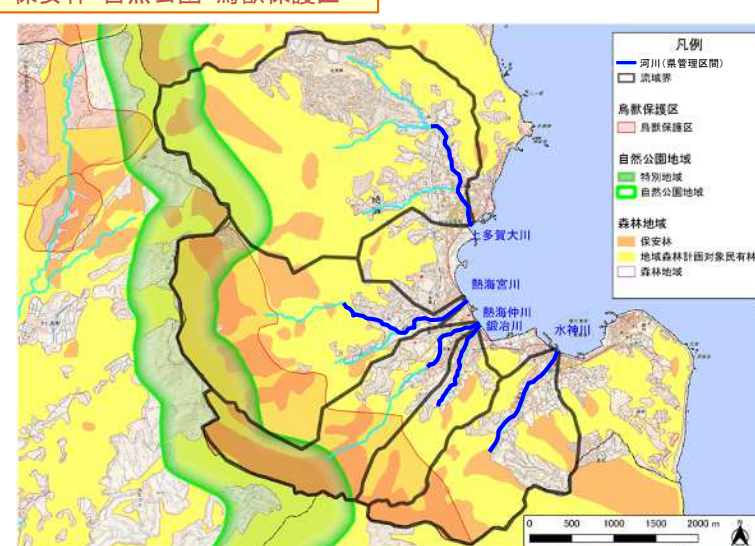 保安林 自然公園 鳥獣保護区
凡例
河川(県管理区間)
流域界
鳥獣保護区
鳥獣保護区
自然公園地域
特別地域
自然公園地域
森林地域
保安林
地域森林計画対象民有林
森林地域
上多賀大川
熱海宮川
熱海仲川
鍛冶川
水神川
0 500 1000 1500 2000 m